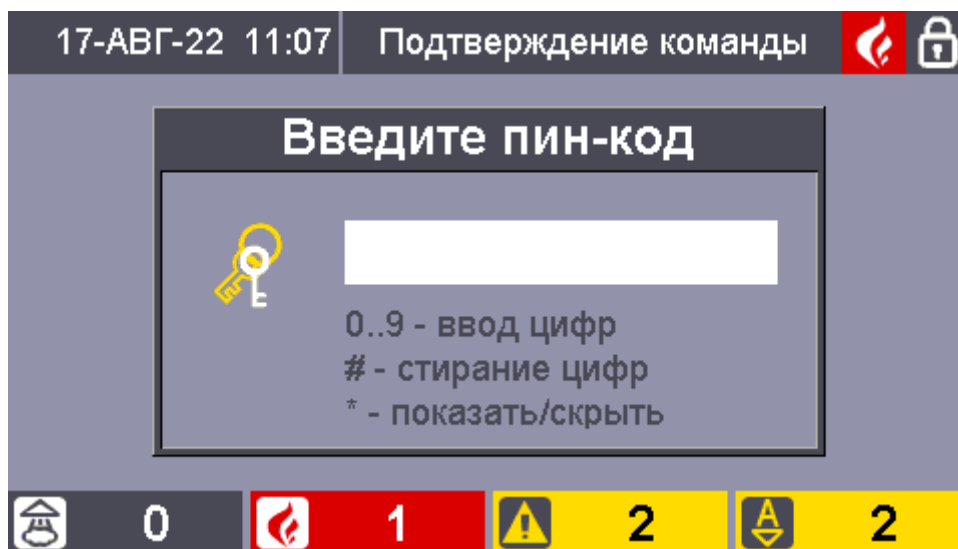 17-АВГ-22 11:07 Подтверждение команды
Введите пин-код
0..9 - ввод цифр
# - стирание цифр
* - показать/скрыть
0 1 2 A 2